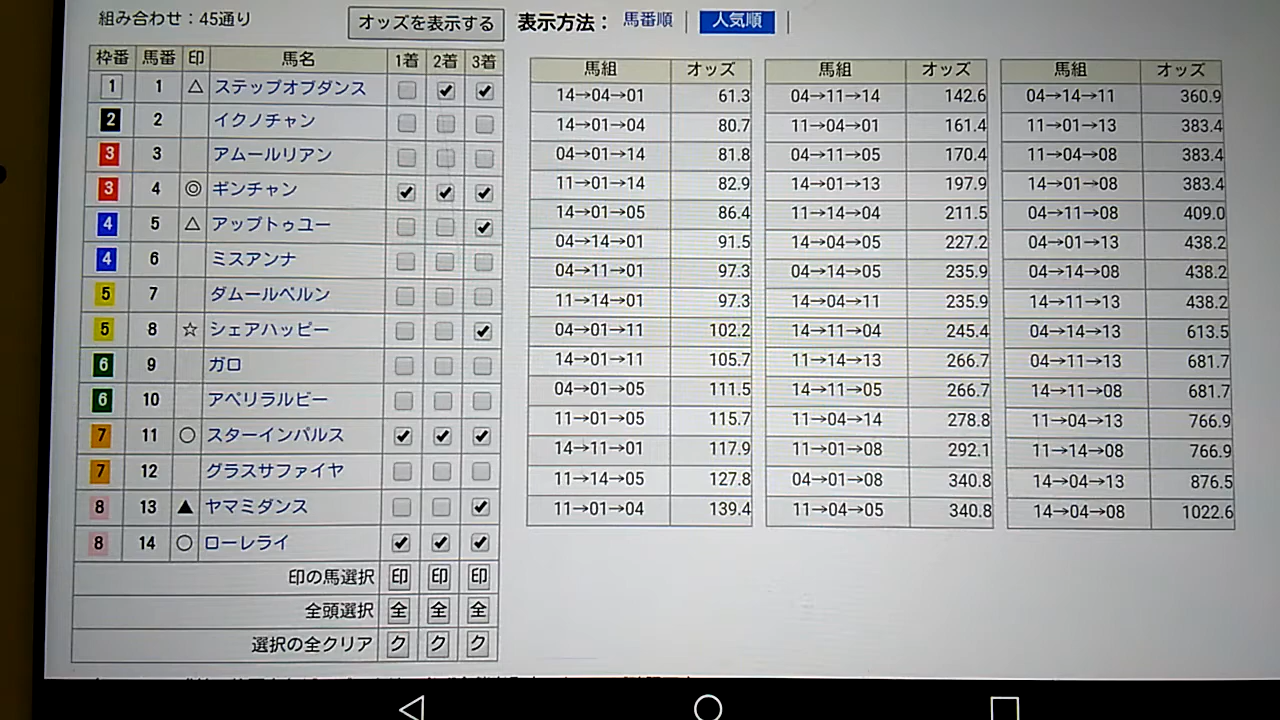 組み合わせ：45通り オッズを表示する 表示方法： 馬番順 | 人気順 |
枠番 馬番 印 馬名 1着 2着 3着
1 1 △ ステップオブダンス
2 2 イクノチャン
3 3 アムールリアン
3 4 ◎ ギンチャン
4 5 △ アップトゥユー
4 6 ミスアンナ
5 7 ダムールベルン
5 8 ☆ シェアハッピー
6 9 ガロ
6 10 アペリラルビー
7 11 ○ スターインパルス
7 12 グラスサファイヤ
8 13 ▲ ヤマミダンス
8 14 ○ ローレライ
印の馬選択 印 印 印
全頭選択 全 全 全
選択の全クリア ク ク ク
馬組 オッズ
14→04→01 61.3
14→01→04 80.7
04→01→14 81.8
11→01→14 82.9
14→01→05 86.4
04→14→01 91.5
04→11→01 97.3
11→14→01 97.3
04→01→11 102.2
14→01→11 105.7
04→01→05 111.5
11→01→05 115.7
14→11→01 117.9
11→14→05 127.8
11→01→04 139.4
馬組 オッズ
04→11→14 142.6
11→04→01 161.4
04→11→05 170.4
14→01→13 197.9
11→14→04 211.5
14→04→05 227.2
04→14→05 235.9
14→04→11 235.9
14→11→04 245.4
11→14→13 266.7
14→11→05 266.7
11→04→14 278.8
11→01→08 292.1
04→01→08 340.8
11→04→05 340.8
馬組 オッズ
04→14→11 360.9
11→01→13 383.4
11→04→08 383.4
14→01→08 383.4
04→11→08 409.0
04→01→13 438.2
04→14→08 438.2
14→11→13 438.2
04→14→13 613.5
04→11→13 681.7
14→11→08 681.7
11→04→13 766.9
11→14→08 766.9
14→04→13 876.5
14→04→08 1022.6